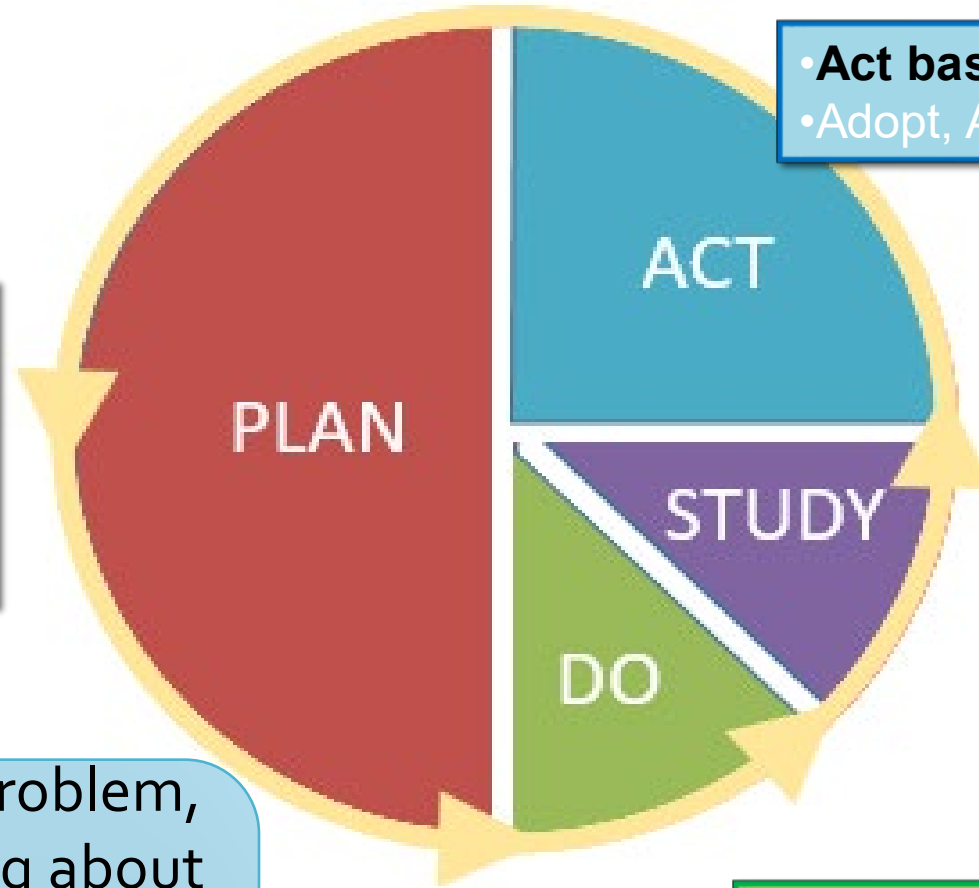 •Act bas
•Adopt, A
ACT
PLAN
STUDY
DO
roblem,
g about